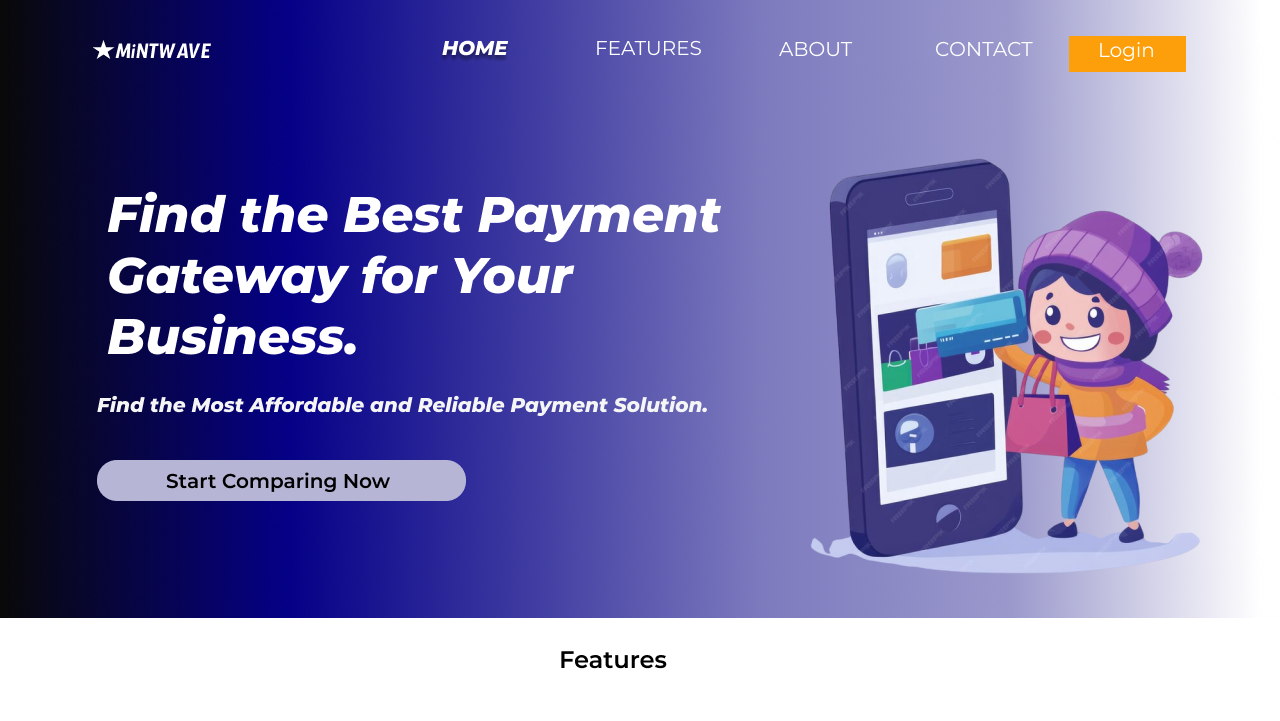 ★MiNTWAVE
HOME
FEATURES
ABOUT
CONTACT
Login
Find the Best Payment
Gateway for Your
Business.
Find the Most Affordable and Reliable Payment Solution.
Start Comparing Now
Features